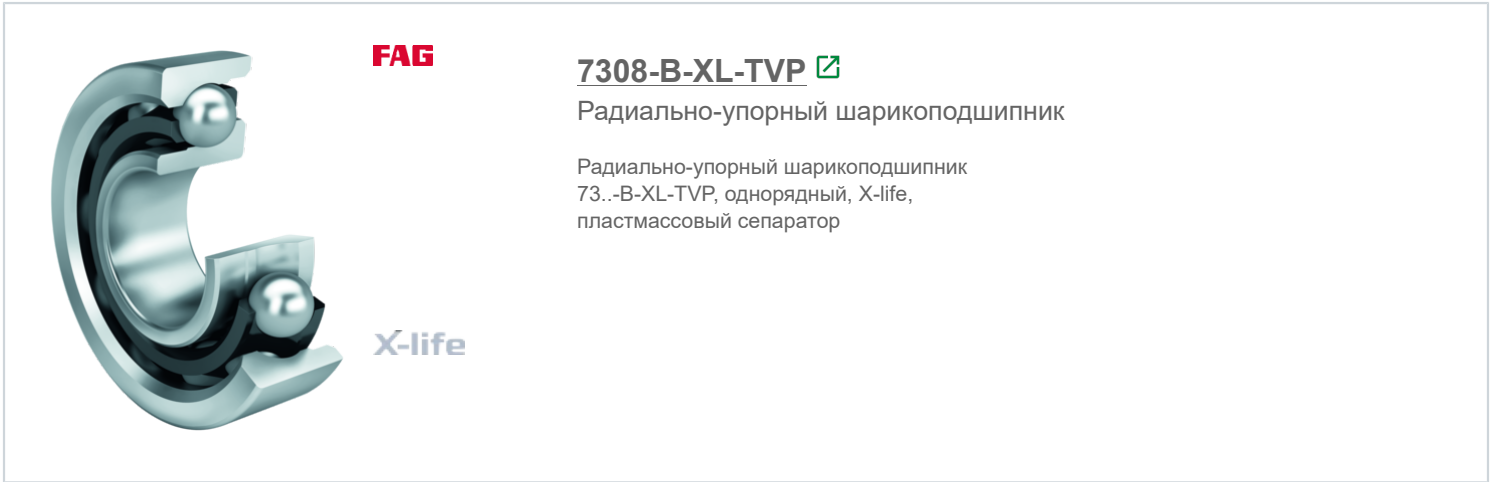 FAG
7308-B-XL-TVP
Радиально-упорный шарикоподшипник
Радиально-упорный шарикоподшипник
73..-B-XL-TVP, однорядный, X-life,
пластмассовый сепаратор
X-life